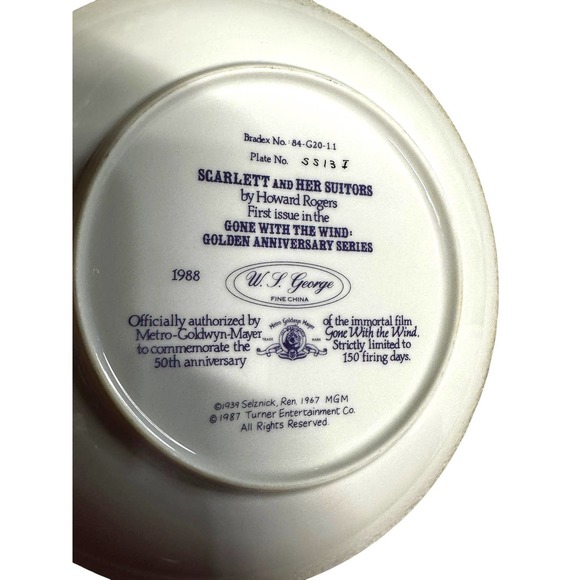 Bradex No. 84-G20-1.1
Plate No. SS13 I
SCARLETT AND HER SUITORS
by Howard Rogers
First issue in the
GONE WITH THE WIND:
GOLDEN ANNIVERSARY SERIES
1988
W. S. George
FINE CHINA
Officially authorized by
Metro-Goldwyn-Mayer
to commemorate the
50th anniversary
Metro Goldwyn Mayer
TRADE MARK
of the immortal film
Gone With the Wind.
Strictly limited to
150 firing days.
©1939 Selznick, Ren. 1967 MGM
© 1987 Turner Entertainment Co.
All Rights Reserved.